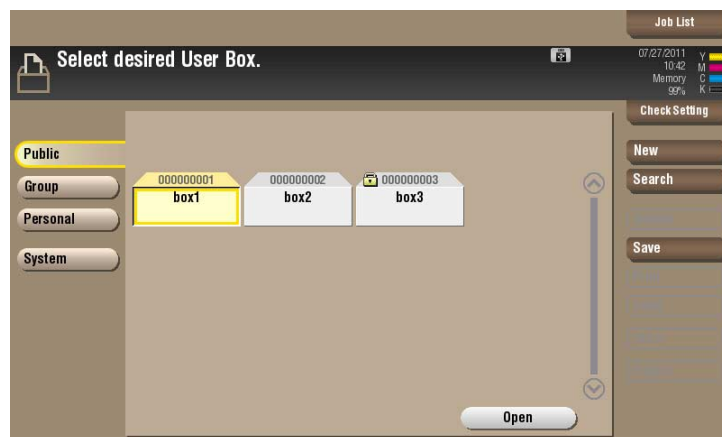 Job List
Select desired User Box.
07/27/2011
10:42
Memory
99%
Y
M
C
K
Check Setting
Public
Group
Personal
System
000000001
box1
000000002
box2
000000003
box3
New
Search
Save
Open